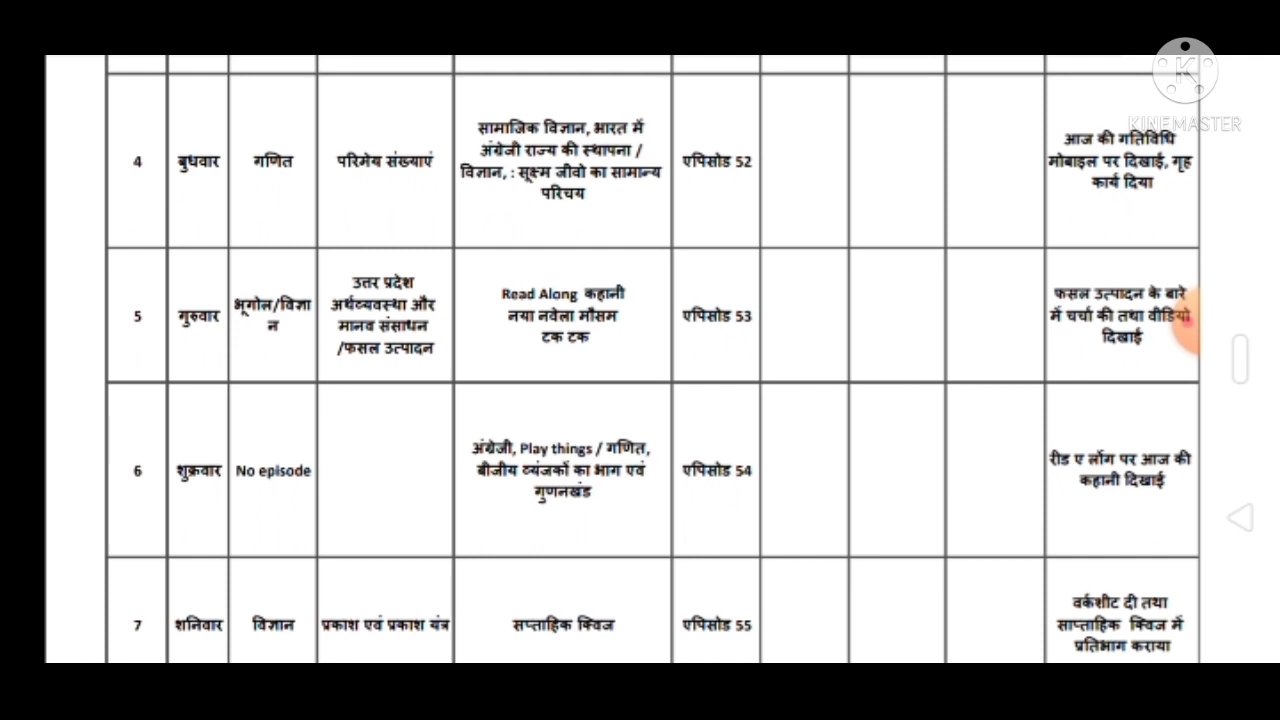 KINEMASTER
4
बुधवार
गणित
परिमेय संख्याएं
सामाजिक विज्ञान, भारत में
अंग्रेजी राज्य की स्थापना /
विज्ञान, : सूक्ष्म जीवो का सामान्य
परिचय
एपिसोड 52
आज की गतिविधि
मोबाइल पर दिखाई, गृह
कार्य दिया
5
गुरुवार
भूगोल/विज्ञा
न
उत्तर प्रदेश
अर्थव्यवस्था और
मानव संसाधन
/फसल उत्पादन
Read Along कहानी
नया नवेला मौसम
टक टक
एपिसोड 53
फसल उत्पादन के बारे
में चर्चा की तथा वीडियो
दिखाई
6
शुक्रवार
No episode
अंग्रेजी, Play things / गणित,
बीजीय व्यंजकों का भाग एवं
गुणनखंड
एपिसोड 54
रीड ए लोंग पर आज की
कहानी दिखाई
7
शनिवार
विज्ञान
प्रकाश एवं प्रकाश यंत्र
सप्ताहिक क्विज
एपिसोड 55
वर्कशीट दी तथा
साप्ताहिक क्विज में
प्रतिभाग कराया